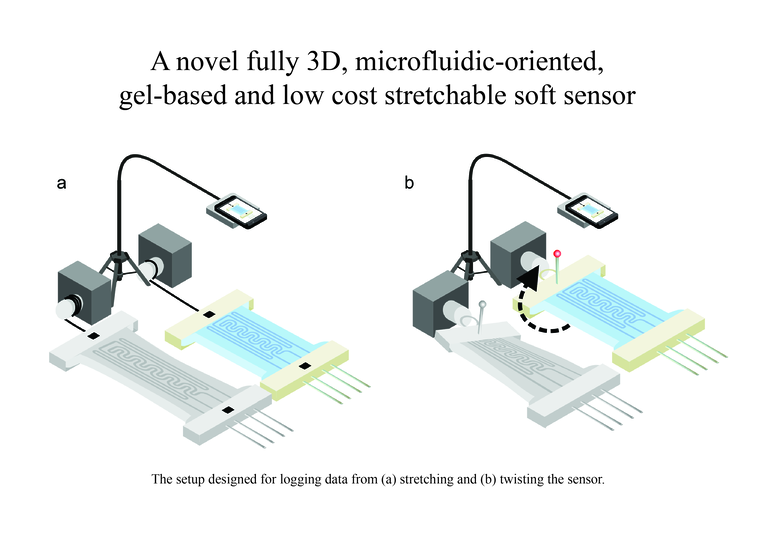 A novel fully 3D, microfluidic-oriented,
gel-based and low cost stretchable soft sensor
a
b
The setup designed for logging data from (a) stretching and (b) twisting the sensor.